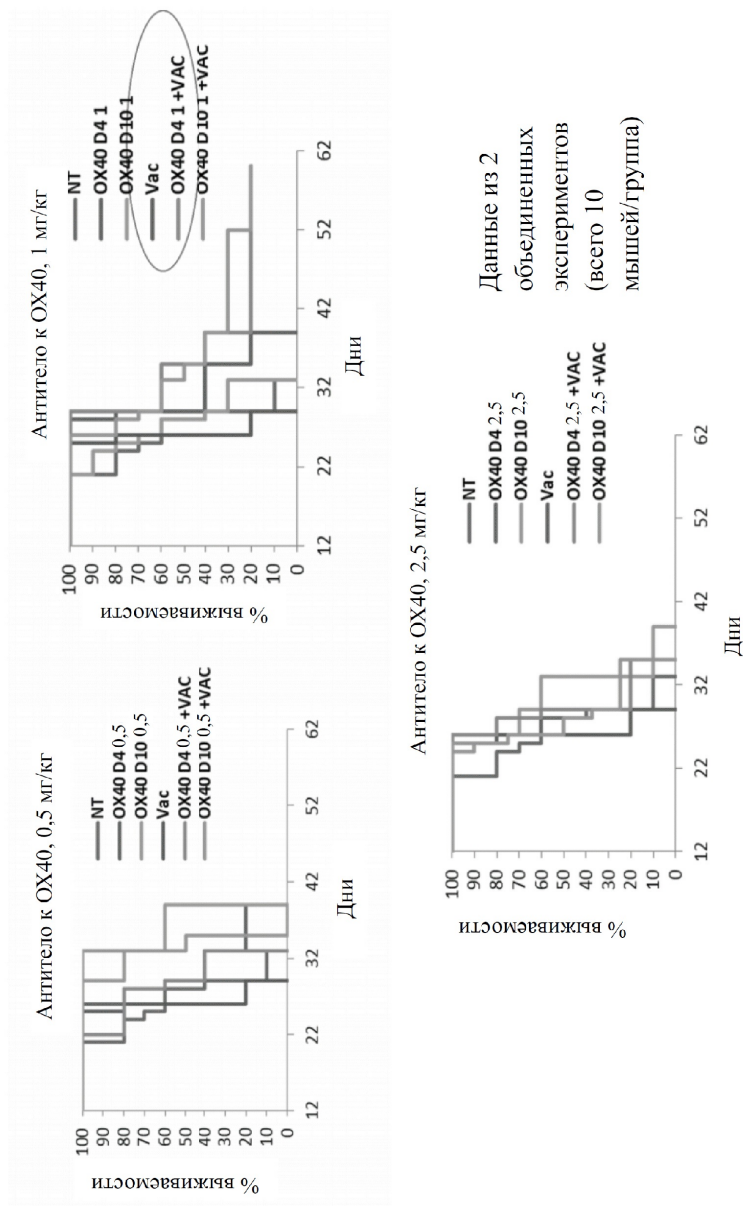 Антитело к ОХ40, 0,5 мг/кг
% выживаемости
100
90
80
70
60
50
40
30
20
10
0
12
22
32
42
52
62
Дни
NT
OX40 D4 0,5
OX40 D10 0,5
Vac
OX40 D4 0,5 +VAC
OX40 D10 0,5 +VAC
Антитело к ОХ40, 1 мг/кг
% выживаемости
100
90
80
70
60
50
40
30
20
10
0
12
22
32
42
52
62
Дни
NT
OX40 D4 1
OX40 D10 1
Vac
OX40 D4 1 +VAC
OX40 D10 1 +VAC
Антитело к ОХ40, 2,5 мг/кг
% выживаемости
100
90
80
70
60
50
40
30
20
10
0
12
22
32
42
52
62
Дни
NT
OX40 D4 2,5
OX40 D10 2,5
Vac
OX40 D4 2,5 +VAC
OX40 D10 2,5 +VAC
Данные из 2
объединенных
экспериментов
(всего 10
мышей/группа)